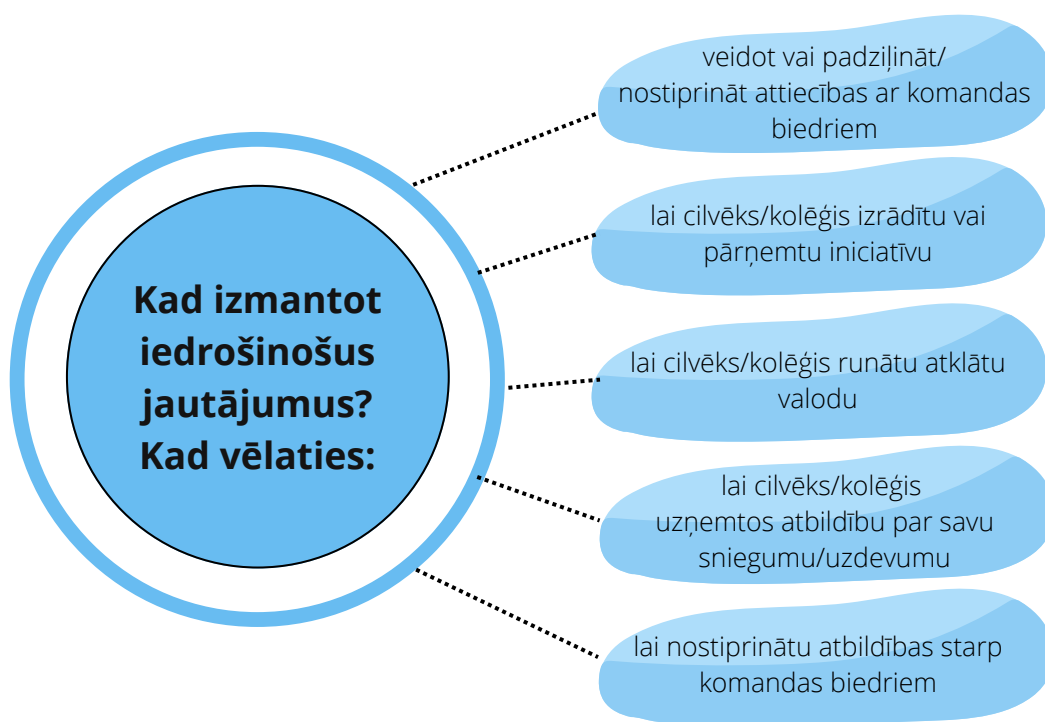 Kad izmantot
iedrošinošus
jautājumus?
Kad vēlaties:
veidot vai padziļināt/
nostiprināt attiecības ar komandas
biedriem
lai cilvēks/kolēģis izrādītu vai
pārņemtu iniciatīvu
lai cilvēks/kolēģis runātu atklātu
valodu
lai cilvēks/kolēģis
uzņemtos atbildību par savu
sniegumu/uzdevumu
lai nostiprinātu atbildības starp
komandas biedriem